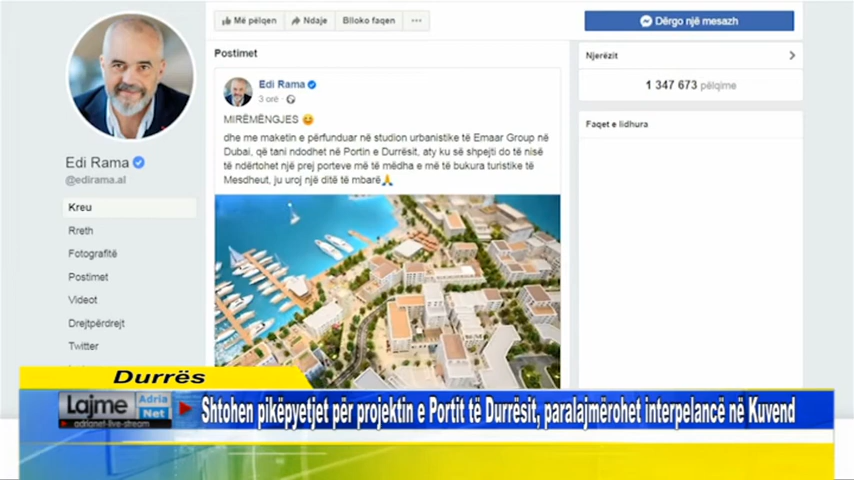 Më pëlqen
Ndaje
Blloko faqen
Dërgo një mesazh
Postimet
Njerëzit
1 347 673 pëlqime
Faqet e lidhura
Edi Rama
3 orë
MIRËMËNGJES
dhe me maketin e përfunduar në studion urbanistike të Emaar Group në
Dubai, që tani ndodhet në Portin e Durrësit, aty ku së shpejti do të nisë
të ndërtohet një prej porteve më të mëdha e më të bukura turistike të
Mesdheut, ju uroj një ditë të mbarë
Edi Rama
@edirama.al
Kreu
Rreth
Fotografitë
Postimet
Videot
Drejtpërdrejt
Twitter
Durrës
Lajme
Adria
Net
adrianet-live-stream
Shtohen pikëpyetjet për projektin e Portit të Durrësit, paralajmërohet interpelancë në Kuvend